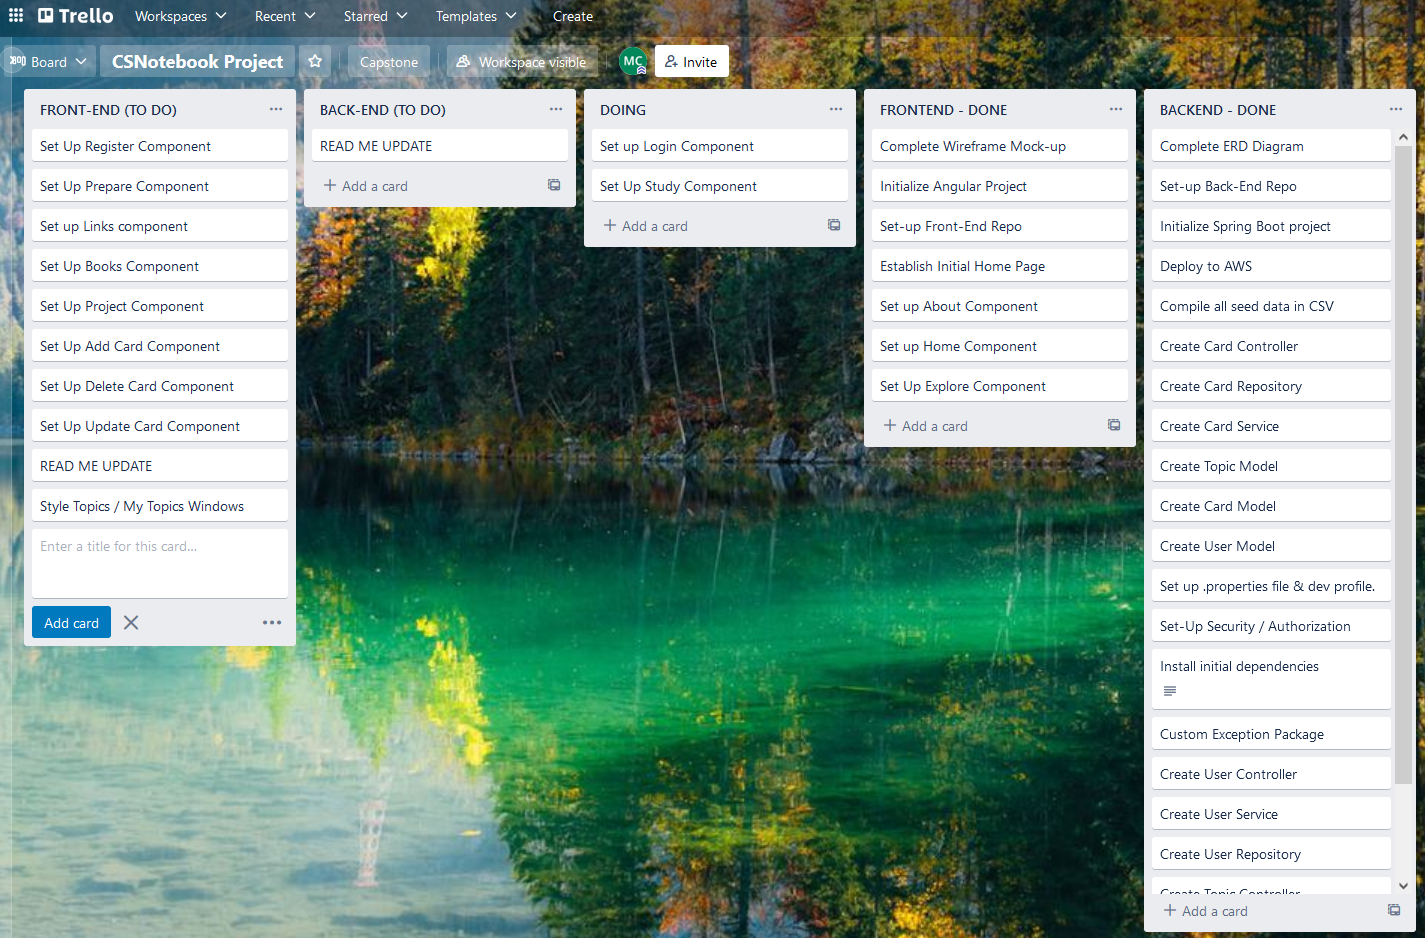 Trello
Workspaces
Recent
Starred
Templates
Create
Board
CSNotebook Project
Capstone
Workspace visible
MC
Invite
FRONT-END (TO DO)
Set Up Register Component
Set Up Prepare Component
Set up Links component
Set Up Books Component
Set Up Project Component
Set Up Add Card Component
Set Up Delete Card Component
Set Up Update Card Component
READ ME UPDATE
Style Topics / My Topics Windows
Enter a title for this card...
Add card
BACK-END (TO DO)
READ ME UPDATE
Add a card
DOING
Set up Login Component
Set Up Study Component
Add a card
FRONTEND - DONE
Complete Wireframe Mock-up
Initialize Angular Project
Set-up Front-End Repo
Establish Initial Home Page
Set up About Component
Set up Home Component
Set Up Explore Component
Add a card
BACKEND - DONE
Complete ERD Diagram
Set-up Back-End Repo
Initialize Spring Boot project
Deploy to AWS
Compile all seed data in CSV
Create Card Controller
Create Card Repository
Create Card Service
Create Topic Model
Create Card Model
Create User Model
Set up .properties file & dev profile.
Set-Up Security / Authorization
Install initial dependencies
Custom Exception Package
Create User Controller
Create User Service
Create User Repository
Create Topic Controller
Add a card